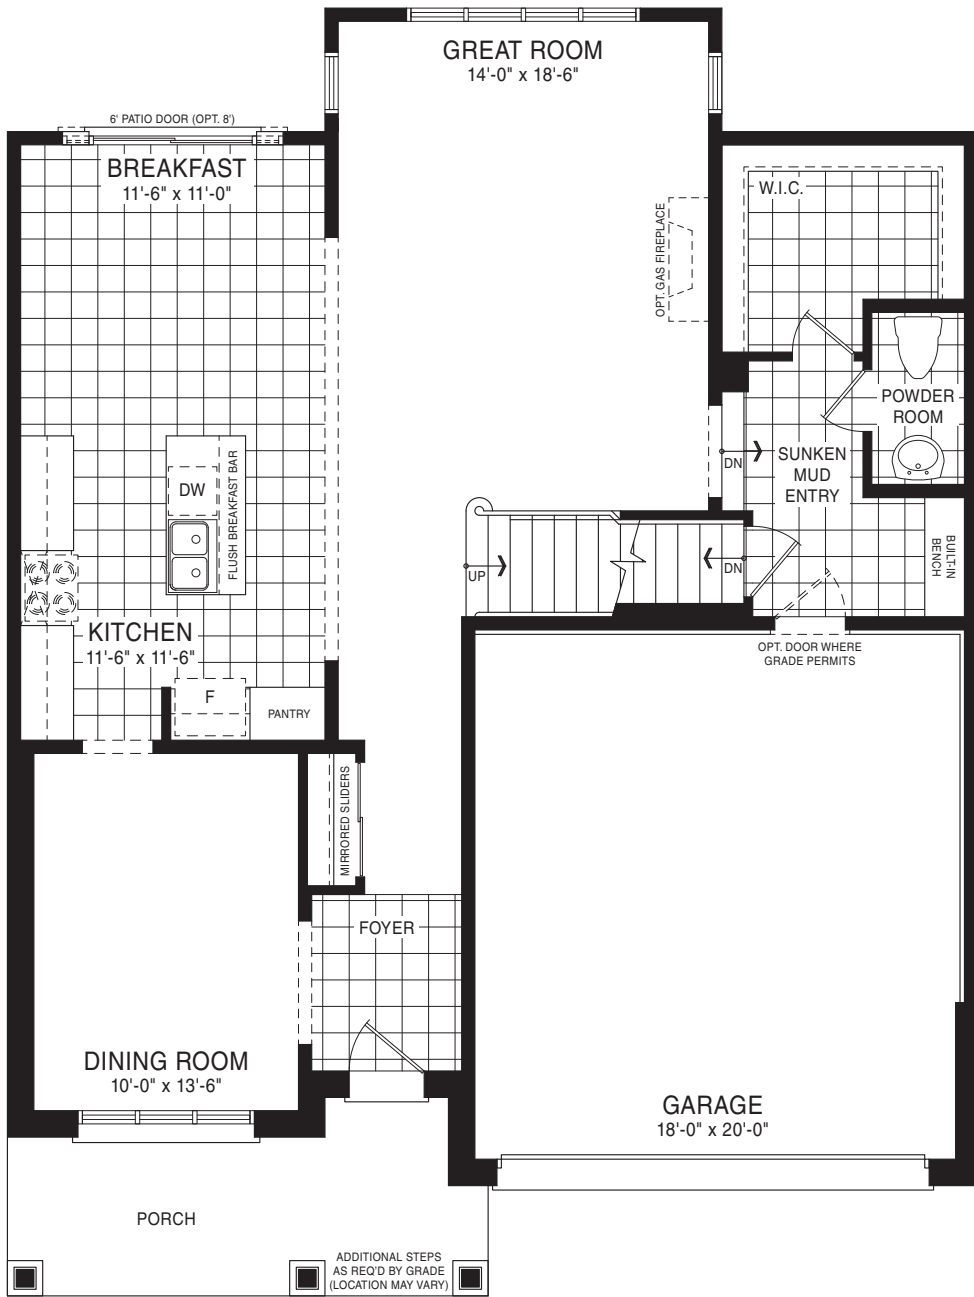 GREAT ROOM
14'-0" x 18'-6"
6' PATIO DOOR (OPT. 8')
BREAKFAST
11'-6" x 11'-0"
W.I.C.
OPT. GAS FIREPLACE
POWDER
ROOM
SUNKEN
MUD
ENTRY
DN
DW
FLUSH BREAKFAST BAR
UP
DN
BUILT-IN
BENCH
KITCHEN
11'-6" x 11'-6"
OPT. DOOR WHERE
GRADE PERMITS
F
PANTRY
MIRRORED SLIDERS
FOYER
DINING ROOM
10'-0" x 13'-6"
GARAGE
18'-0" x 20'-0"
PORCH
ADDITIONAL STEPS
AS REQ'D BY GRADE
(LOCATION MAY VARY)